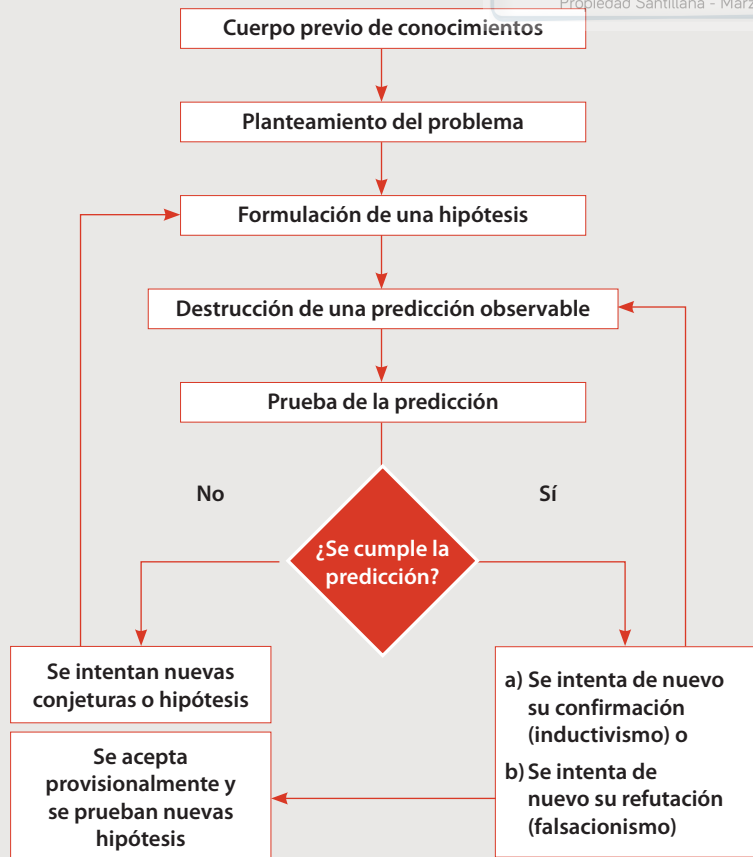 Propiedad Santillana - Marz
Cuerpo previo de conocimientos
Planteamiento del problema
Formulación de una hipótesis
Destrucción de una predicción observable
Prueba de la predicción
No
Sí
¿Se cumple la
predicción?
Se intentan nuevas
conjeturas o hipótesis
a) Se intenta de nuevo
su confirmación
(inductivismo) o
b) Se intenta de
nuevo su refutación
(falsacionismo)
Se acepta
provisionalmente y
se prueban nuevas
hipótesis